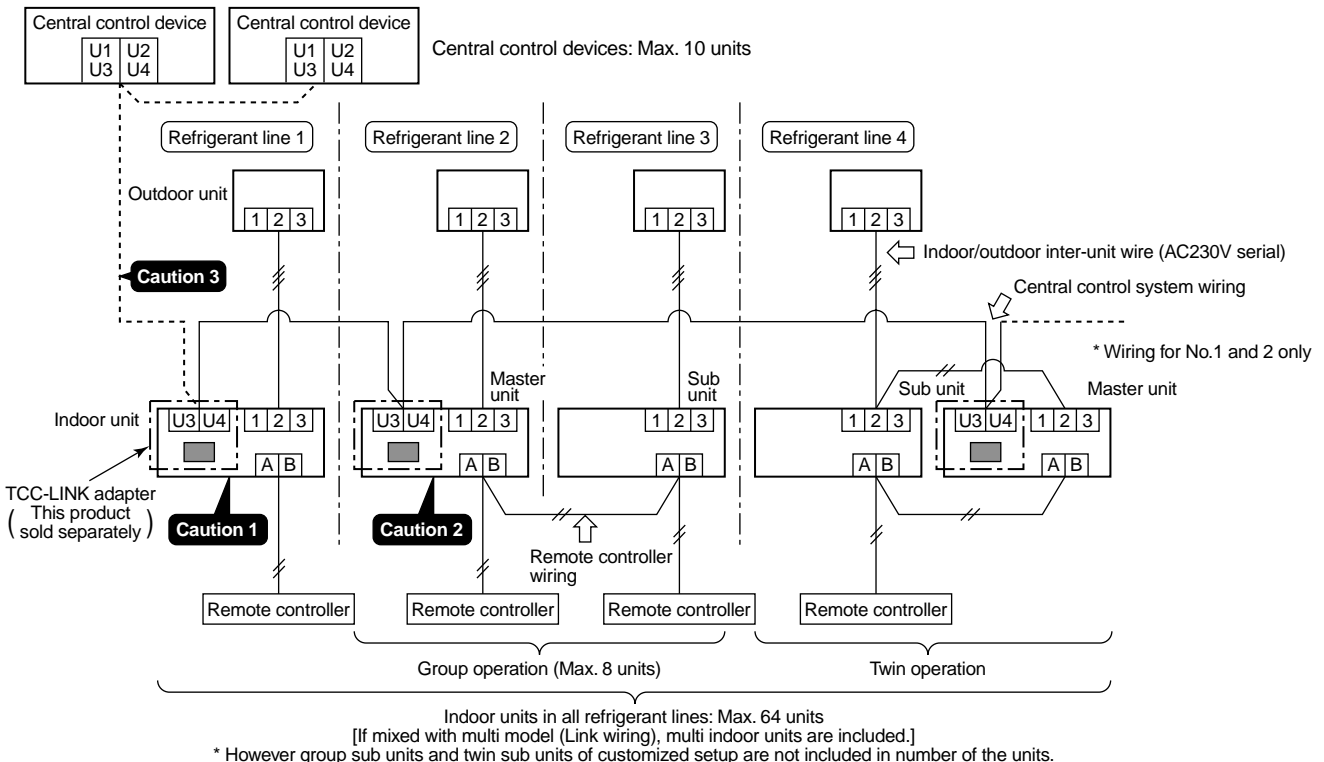 Central control device
U1 U2
U3 U4
Central control device
U1 U2
U3 U4
Central control devices: Max. 10 units
Refrigerant line 1
Refrigerant line 2
Refrigerant line 3
Refrigerant line 4
Outdoor unit
1 2 3
1 2 3
1 2 3
1 2 3
Indoor/outdoor inter-unit wire (AC230V serial)
Caution 3
Central control system wiring
* Wiring for No.1 and 2 only
Indoor unit
U3 U4 1 2 3
A B
Master
unit
U3 U4 1 2 3
A B
Sub
unit
1 2 3
A B
Sub unit
1 2 3
A B
Master unit
U3 U4 1 2 3
A B
TCC-LINK adapter
( This product
sold separately )
Caution 1
Caution 2
Remote controller
wiring
Remote controller
Remote controller
Remote controller
Remote controller
Group operation (Max. 8 units)
Twin operation
Indoor units in all refrigerant lines: Max. 64 units
[If mixed with multi model (Link wiring), multi indoor units are included.]
* However group sub units and twin sub units of customized setup are not included in number of the units.